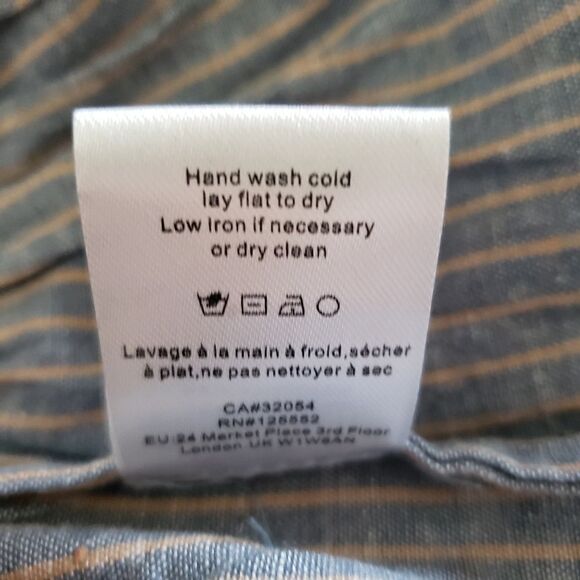 Hand wash cold
lay flat to dry
Low iron if necessary
or dry clean
Lavage à la main à froid,sécher
à plat,ne pas nettoyer à sec
CA#32054
RN#125552
EU:24 Market Place 3rd Floor
London UK W1W8AN